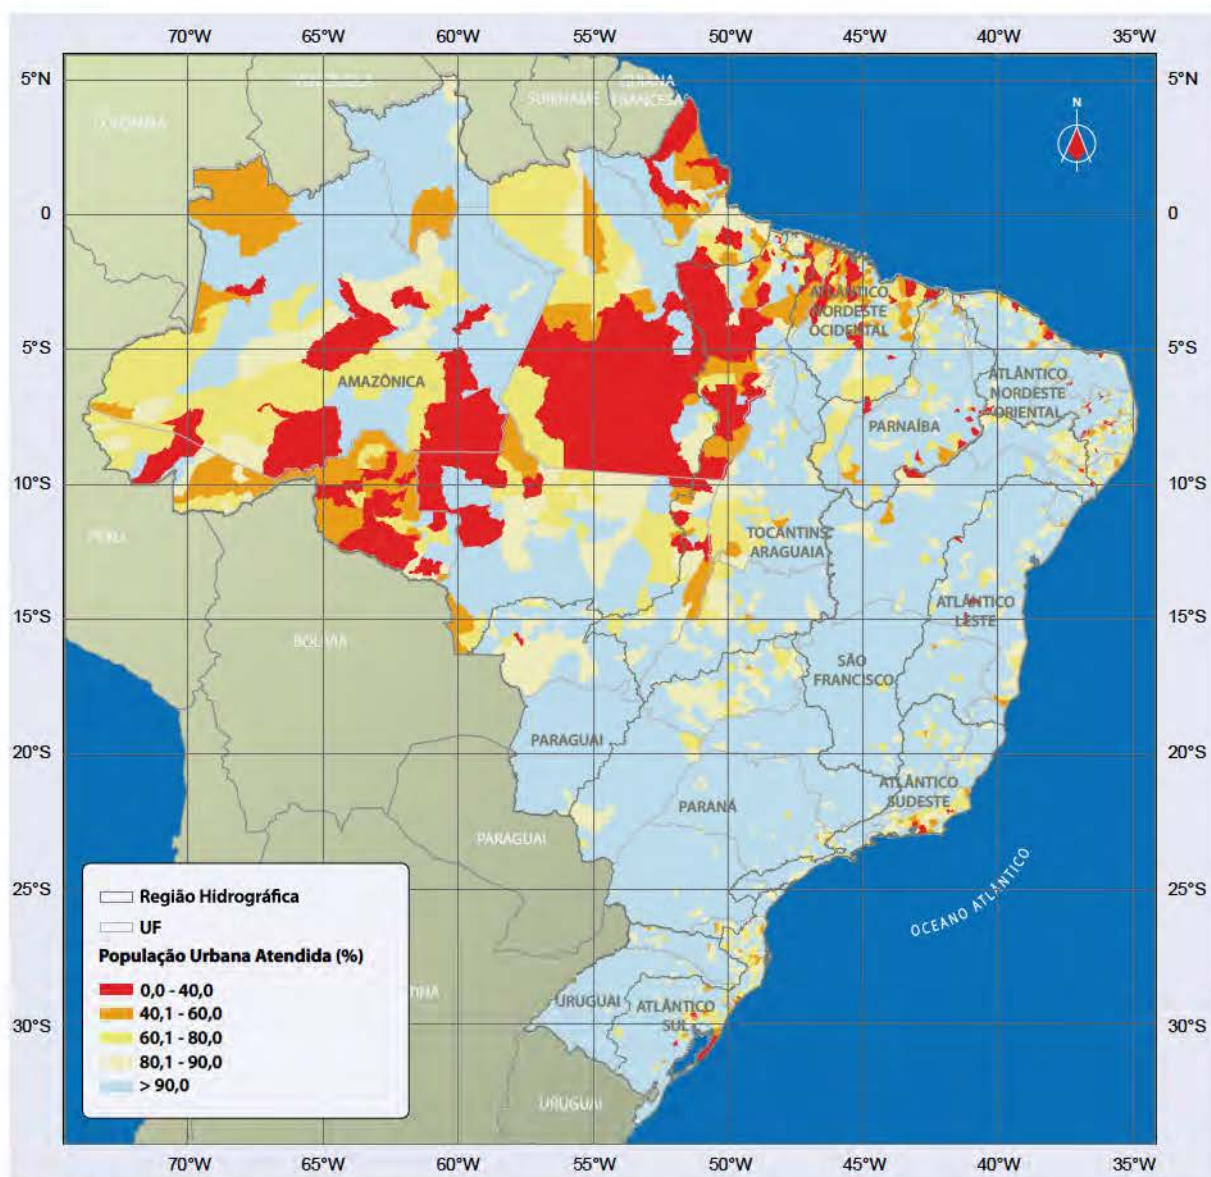 70°W 65°W 60°W 55°W 50°W 45°W 40°W 35°W
5°N 5°N
VENEZUELA
SURINAME
GUIANA
FRANCESA
COLÔMBIA
N
0 0
ATLÂNTICO
NORDESTE
OCIDENTAL
5°S 5°S
AMAZÔNICA
ATLÂNTICO
NORDESTE
ORIENTAL
PARNAÍBA
10°S 10°S
PERU
TOCANTINS
ARAGUAIA
ATLÂNTICO
LESTE
15°S 15°S
BOLÍVIA
SÃO
FRANCISCO
PARAGUAI
20°S 20°S
ATLÂNTICO
SUDESTE
PARANÁ
PARAGUAI
25°S 25°S
OCEANO ATLÂNTICO
Região Hidrográfica
UF
População Urbana Atendida (%)
0,0 - 40,0
40,1 - 60,0
60,1 - 80,0
80,1 - 90,0
> 90,0
TINA
URUGUAI
ATLÂNTICO
SUL
30°S 30°S
URUGUAI
70°W 65°W 60°W 55°W 50°W 45°W 40°W 35°W